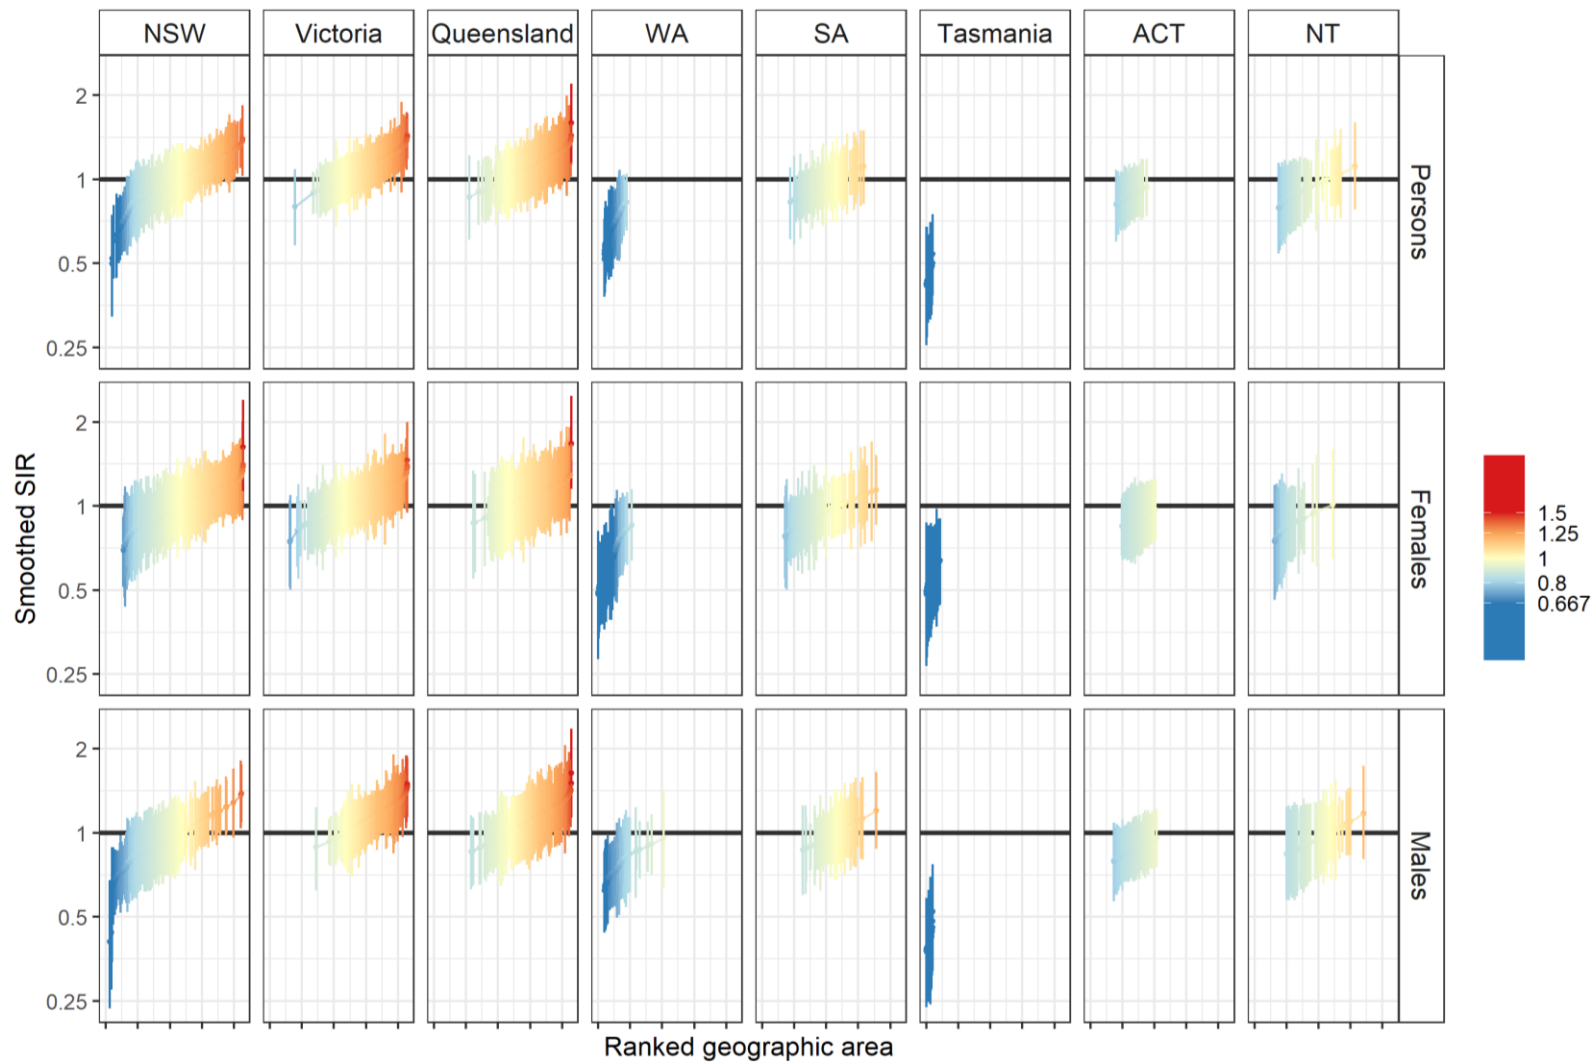 NSW Victoria Queensland WA SA Tasmania ACT NT
2
1
0.5
0.25
Persons
2
1
0.5
0.25
Females
2
1
0.5
0.25
Males
Smoothed SIR
Ranked geographic area
1.5
1.25
1
0.8
0.667